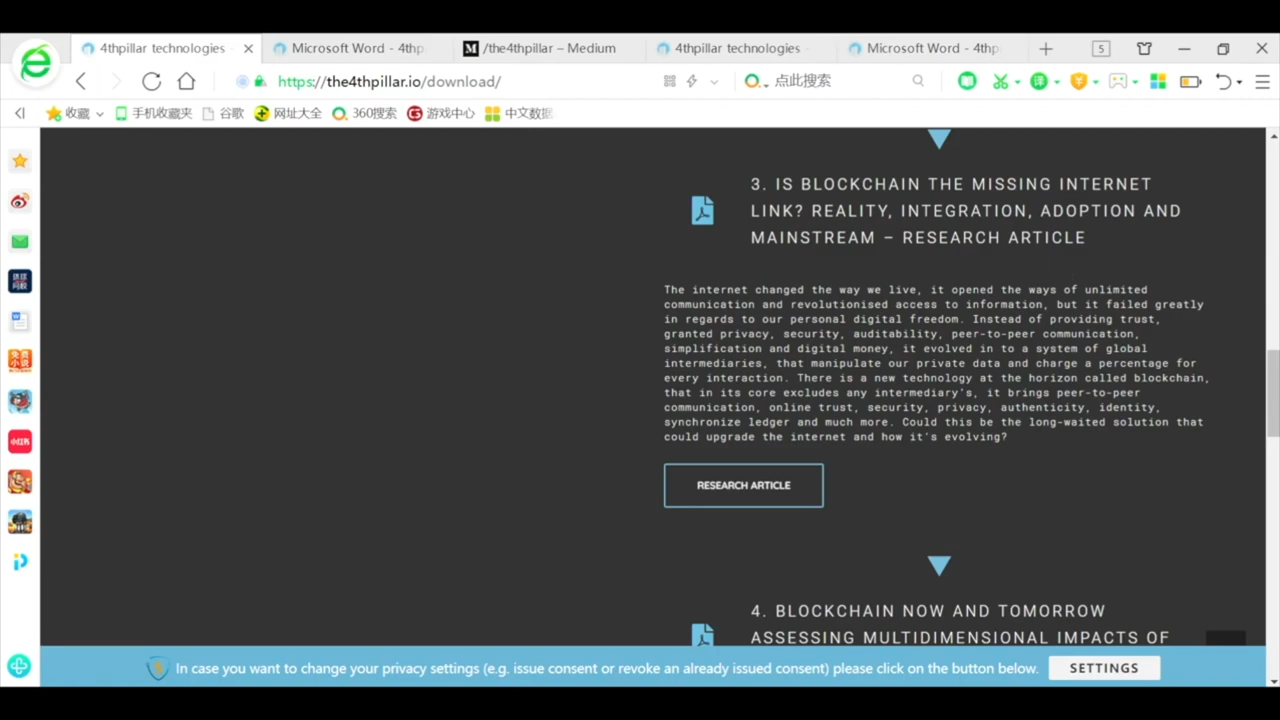 4thpillar technologies
Microsoft Word - 4thp
/the4thpillar – Medium
4thpillar technologies
Microsoft Word - 4thp
5
https://the4thpillar.io/download/
点此搜索
收藏
手机收藏夹
谷歌
网址大全
360搜索
游戏中心
中文数据
3. IS BLOCKCHAIN THE MISSING INTERNET
LINK? REALITY, INTEGRATION, ADOPTION AND
MAINSTREAM – RESEARCH ARTICLE
The internet changed the way we live, it opened the ways of unlimited
communication and revolutionised access to information, but it failed greatly
in regards to our personal digital freedom. Instead of providing trust,
granted privacy, security, auditability, peer-to-peer communication,
simplification and digital money, it evolved in to a system of global
intermediaries, that manipulate our private data and charge a percentage for
every interaction. There is a new technology at the horizon called blockchain,
that in its core excludes any intermediary's, it brings peer-to-peer
communication, online trust, security, privacy, authenticity, identity,
synchronize ledger and much more. Could this be the long-waited solution that
could upgrade the internet and how it's evolving?
RESEARCH ARTICLE
4. BLOCKCHAIN NOW AND TOMORROW
ASSESSING MULTIDIMENSIONAL IMPACTS OF
In case you want to change your privacy settings (e.g. issue consent or revoke an already issued consent) please click on the button below.
SETTINGS